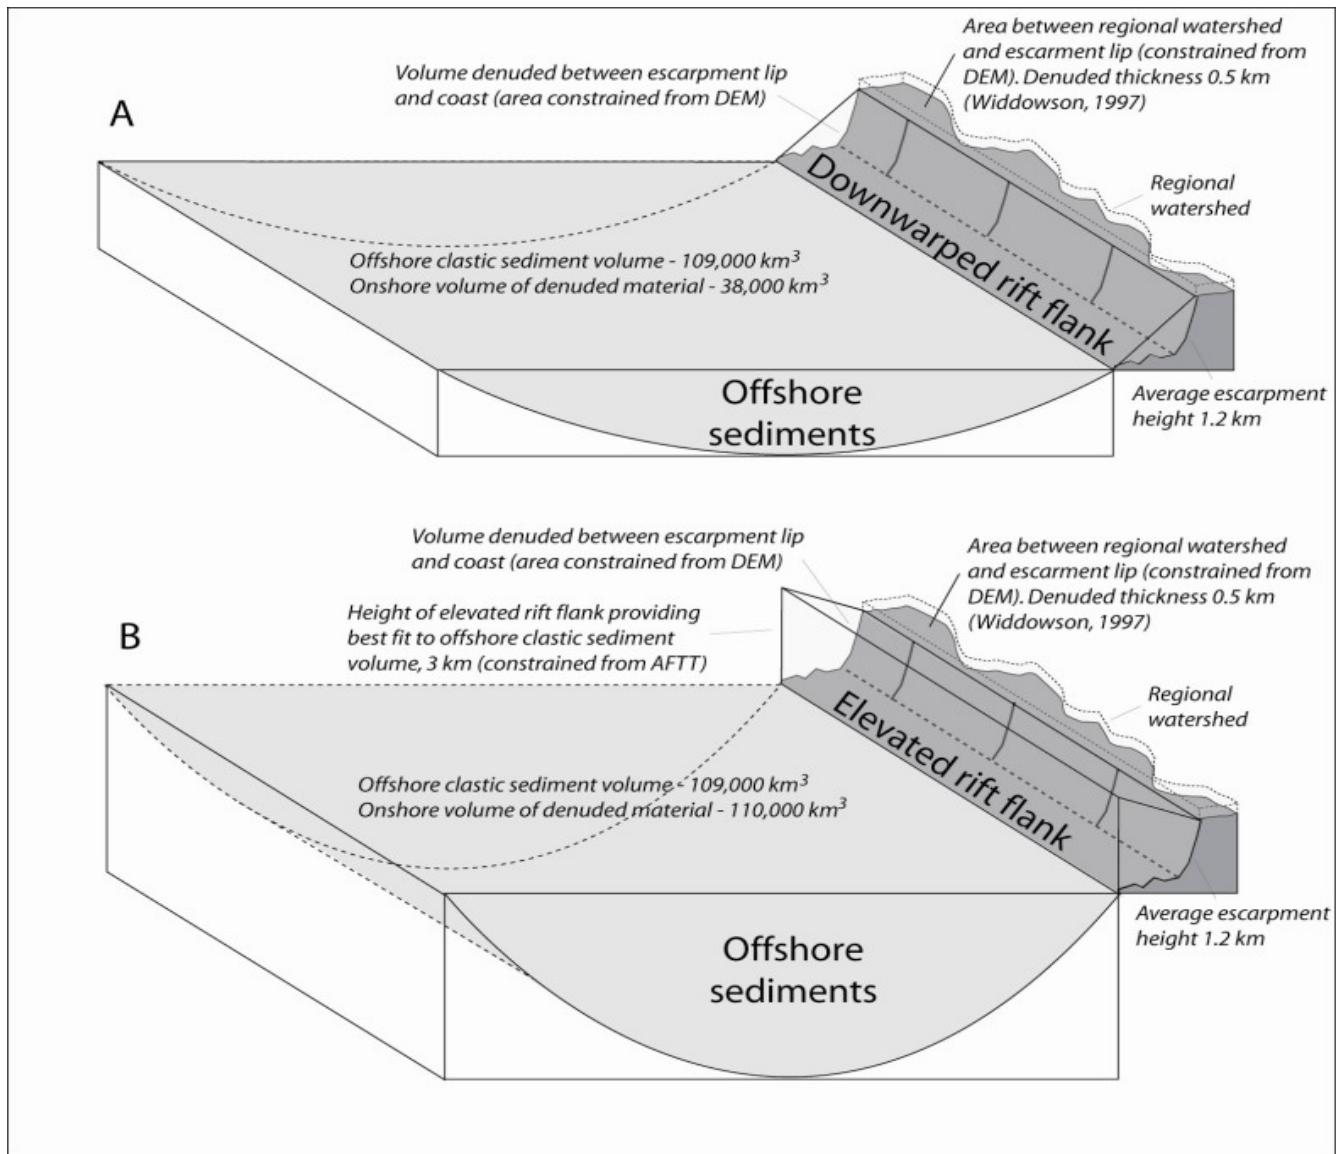 A
Volume denuded between escarpment lip
and coast (area constrained from DEM)
Area between regional watershed
and escarment lip (constrained from
DEM). Denuded thickness 0.5 km
(Widdowson, 1997)
Regional
watershed
Downwarped rift flank
Offshore clastic sediment volume - 109,000 km³
Onshore volume of denuded material - 38,000 km³
Offshore
sediments
Average escarpment
height 1.2 km
B
Volume denuded between escarpment lip
and coast (area constrained from DEM)
Area between regional watershed
and escarment lip (constrained from
DEM). Denuded thickness 0.5 km
(Widdowson, 1997)
Height of elevated rift flank providing
best fit to offshore clastic sediment
volume, 3 km (constrained from AFTT)
Regional
watershed
Elevated rift flank
Offshore clastic sediment volume - 109,000 km³
Onshore volume of denuded material - 110,000 km³
Offshore
sediments
Average escarpment
height 1.2 km